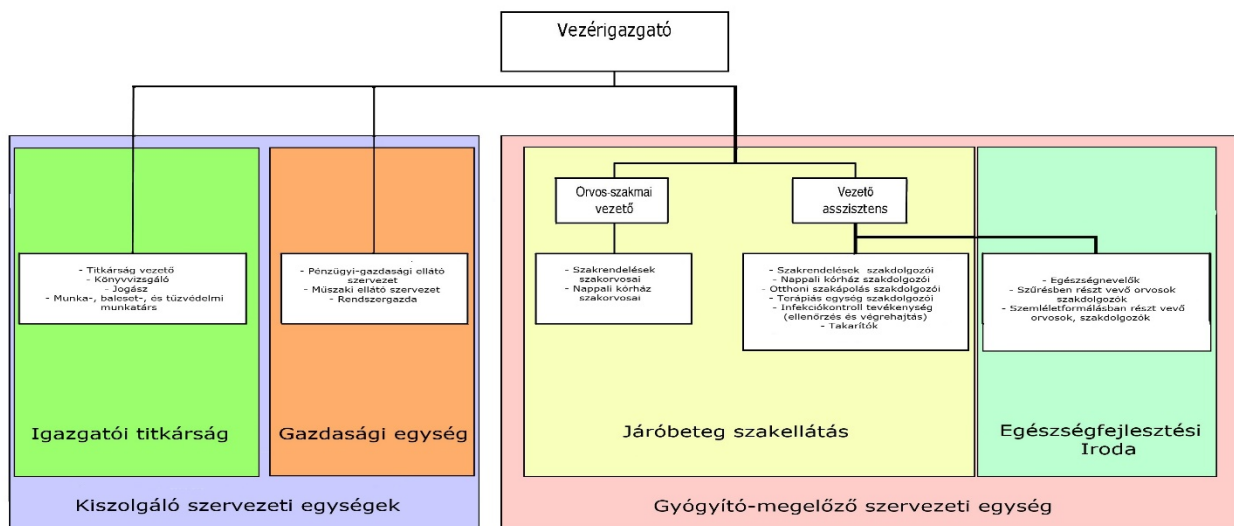 Vezérigazgató
Orvos-szakmai
vezető
Vezető
asszisztens
- Titkárság vezető
- Könyvvizsgáló
- Jogász
- Munka-, baleset-, és tűzvédelmi
munkatárs
- Pénzügyi-gazdasági ellátó
szervezet
- Műszaki ellátó szervezet
- Rendszergazda
- Szakrendelések
szakorvosai
- Nappali kórház
szakorvosai
- Szakrendelések szakdolgozói
- Nappali kórház szakdolgozói
- Otthoni szakápolás szakdolgozói
- Terápiás egység szakdolgozói
- Infekciókontroll tevékenység
(ellenőrzés és végrehajtás)
- Takarítók
- Egészségnevelők
- Szűrésben részt vevő orvosok
szakdolgozók
- Szemléletformálásban részt vevő
orvosok, szakdolgozók
Igazgatói titkárság
Gazdasági egység
Járóbeteg szakellátás
Egészségfejlesztési
Iroda
Kiszolgáló szervezeti egységek
Gyógyító-megelőző szervezeti egység